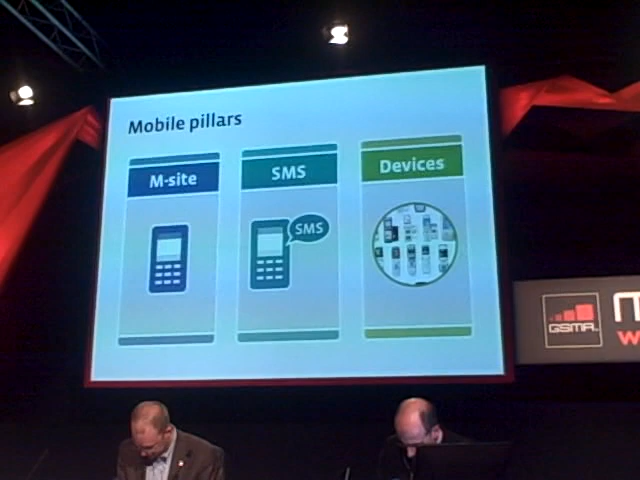 Mobile pillars
M-site
SMS
Devices
SMS
GSMA